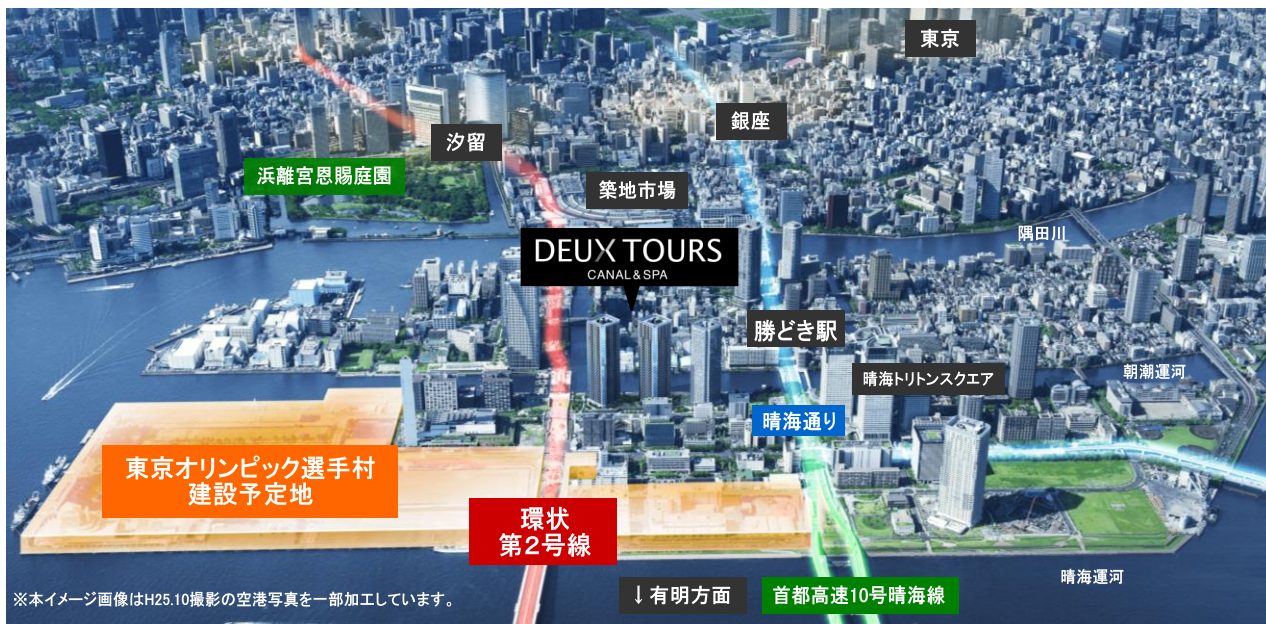 東京
銀座
汐留
浜離宮恩賜庭園
築地市場
隅田川
DEUX TOURS
CANAL&SPA
勝どき駅
晴海トリトンスクエア
朝潮運河
晴海通り
東京オリンピック選手村
建設予定地
環状
第2号線
晴海運河
↓有明方面
首都高速10号晴海線
※本イメージ画像はH25.10撮影の空港写真を一部加工しています。